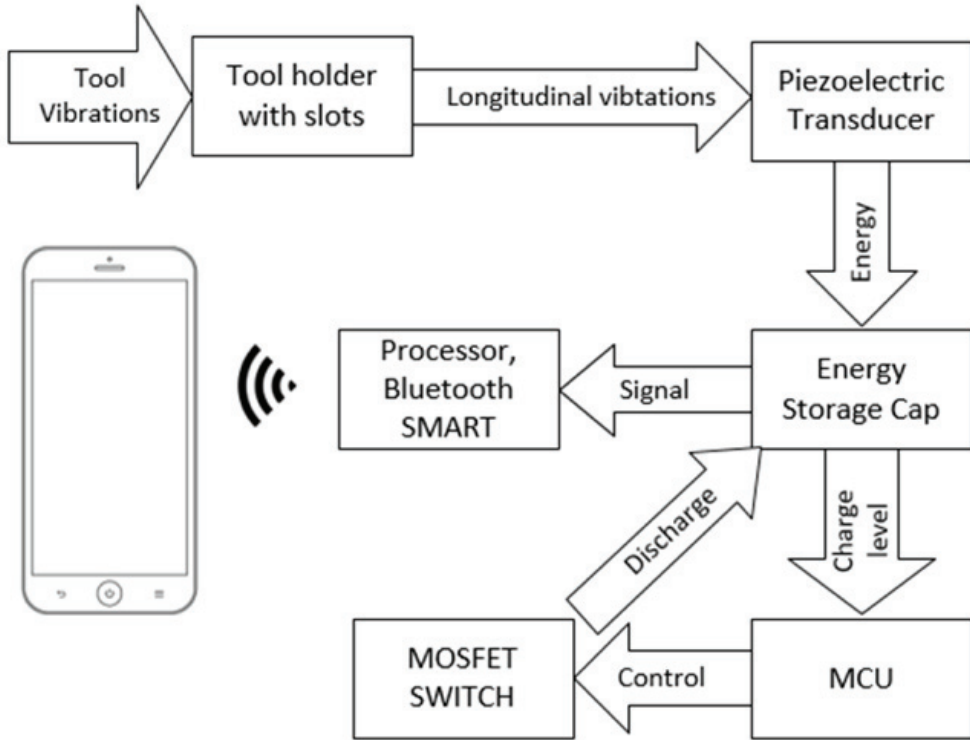 Tool
Vibrations
Tool holder
with slots
Longitudinal vibtations
Piezoelectric
Transducer
Energy
Processor,
Bluetooth
SMART
Signal
Energy
Storage Cap
Discharge
Charge
level
MOSFET
SWITCH
Control
MCU